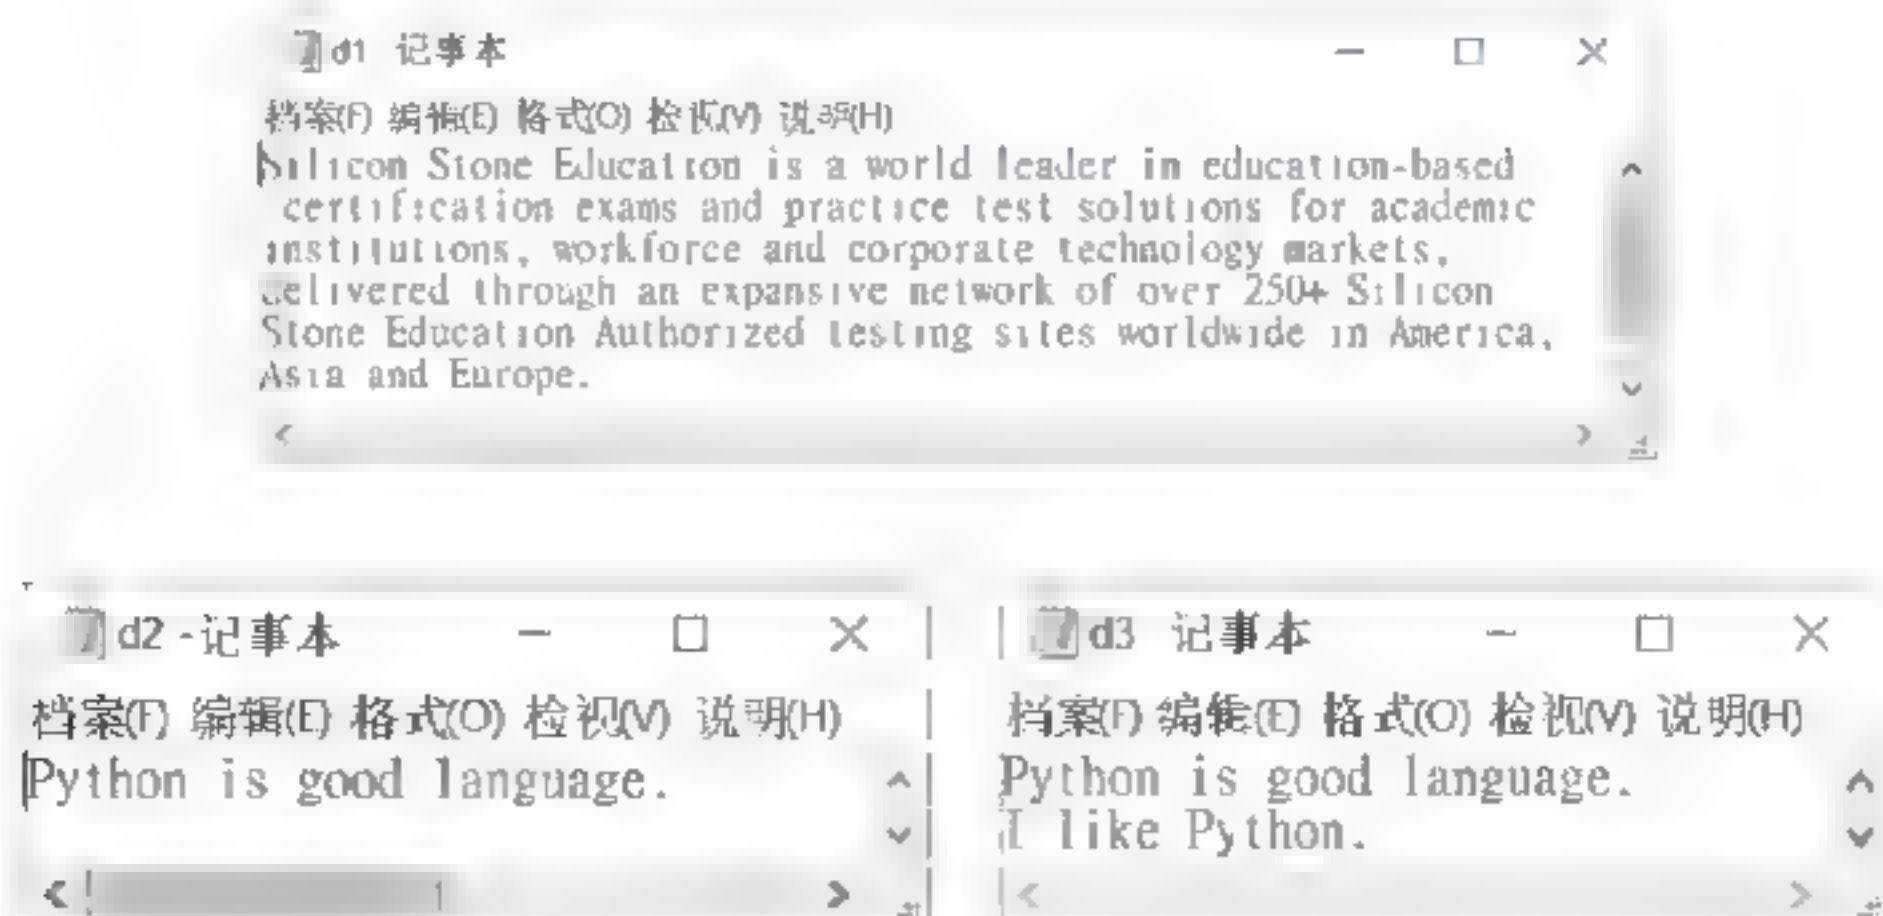 d1 记事本
档案(F) 编辑(E) 格式(O) 检视(V) 说明(H)
Silicon Stone Education is a world leader in education-based
certification exams and practice test solutions for academic
institutions, workforce and corporate technology markets,
delivered through an expansive network of over 250+ Silicon
Stone Education Authorized testing sites worldwide in America,
Asia and Europe.
d2 - 记事本
档案(F) 编辑(E) 格式(O) 检视(V) 说明(H)
Python is good language.
d3 记事本
档案(F) 编辑(E) 格式(O) 检视(V) 说明(H)
Python is good language.
I like Python.